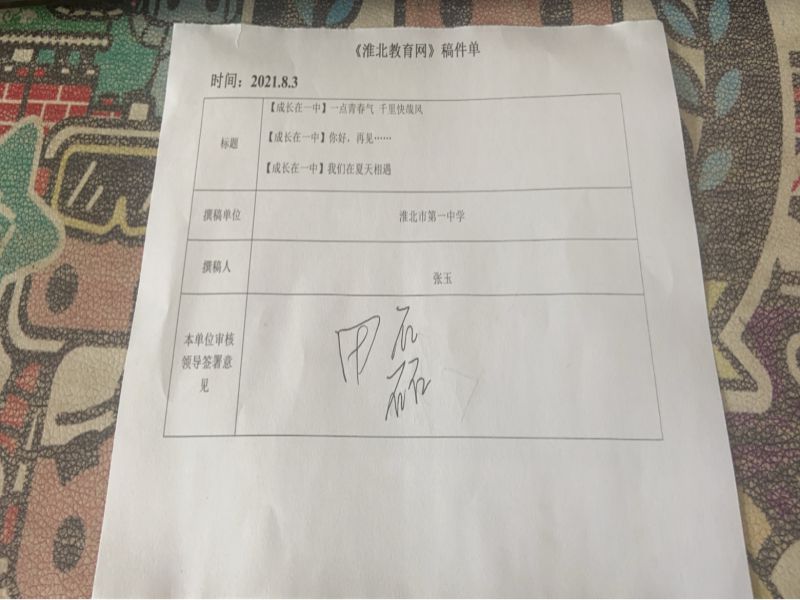 《淮北教育网》稿件单
时间：2021.8.3
标题
【成长在一中】一点青春气 千里快哉风
【成长在一中】你好，再见……
【成长在一中】我们在夏天相遇
撰稿单位
淮北市第一中学
撰稿人
张玉
本单位审核
领导签署意
见
田磊